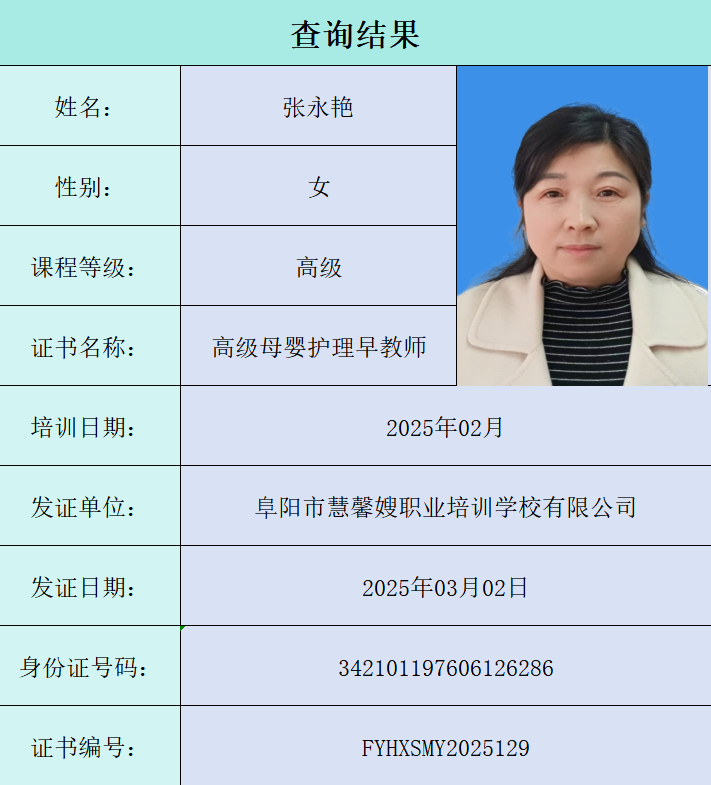 查询结果
姓名： 张永艳
性别： 女
课程等级： 高级
证书名称： 高级母婴护理早教师
培训日期： 2025年02月
发证单位： 阜阳市慧馨嫂职业培训学校有限公司
发证日期： 2025年03月02日
身份证号码： 342101197606126286
证书编号： FYHXSMY2025129